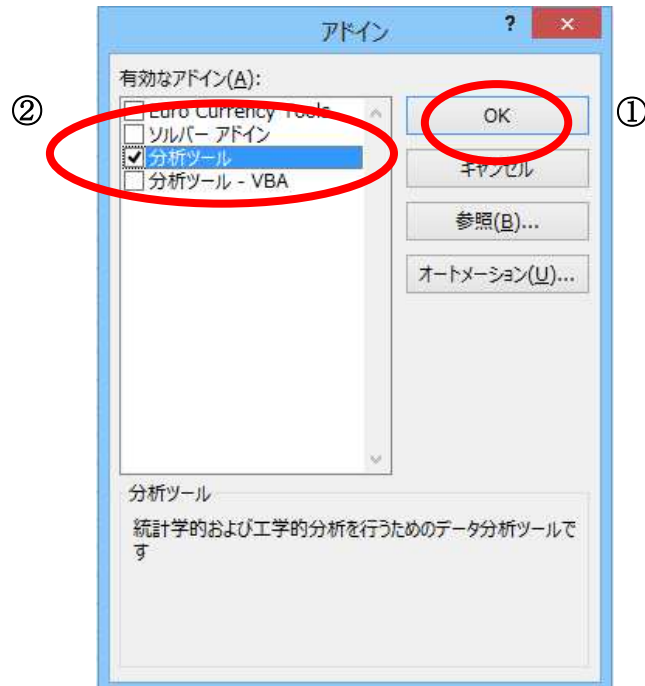 アドイン
?
×
有効なアドイン(A):
②
①
Euro Currency Tools
ソルバー アドイン
分析ツール
分析ツール - VBA
OK
キャンセル
参照(B)...
オートメーション(U)...
分析ツール
統計学的および工学的分析を行うためのデータ分析ツールで
す